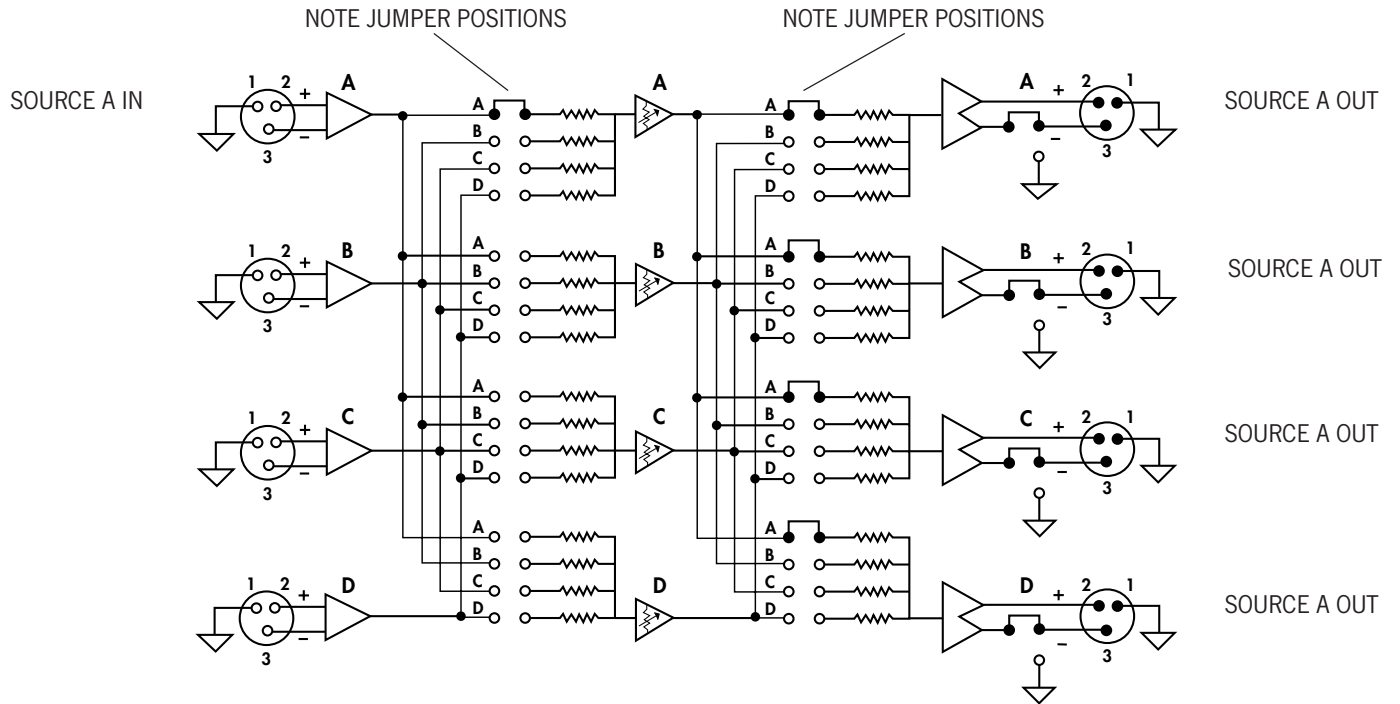 NOTE JUMPER POSITIONS NOTE JUMPER POSITIONS
SOURCE A IN 1 2 + A A A A A 2 + 1 SOURCE A OUT
3 − B B − 3
C C
D D
1 2 + B A B A B 2 + 1 SOURCE A OUT
3 − B B − 3
C C
D D
1 2 + C A C A C 2 + 1 SOURCE A OUT
3 − B B − 3
C C
D D
1 2 + D A D A D 2 + 1 SOURCE A OUT
3 − B B − 3
C C
D D